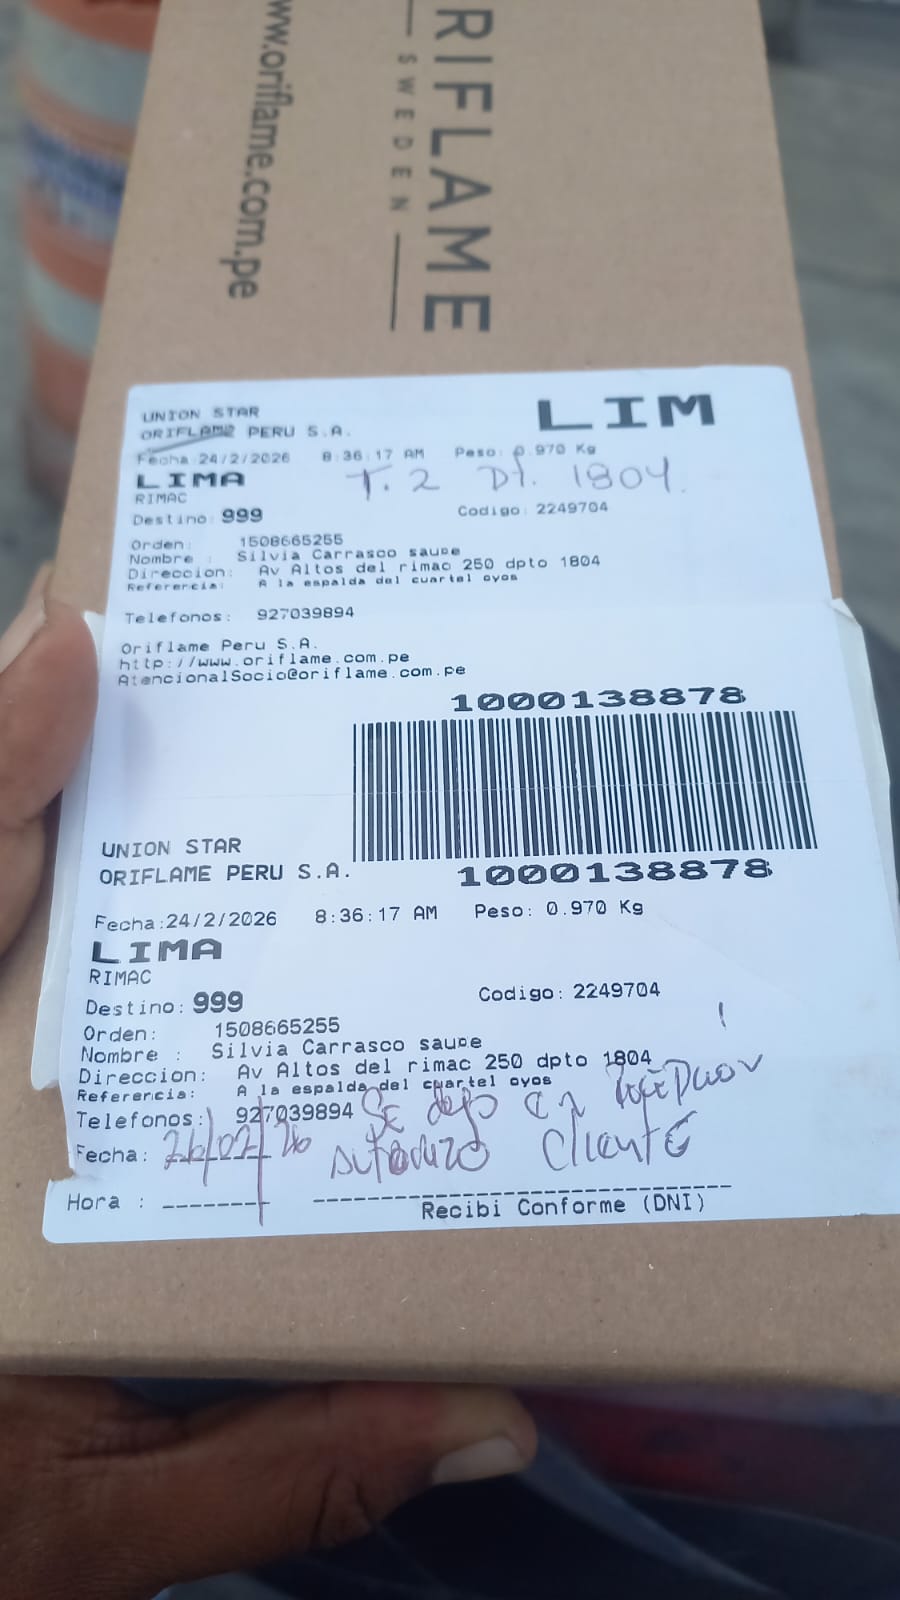 ORIFLAME
SWEDEN
www.oriflame.com.pe
UNION STAR
ORIFLAME PERU S.A.
LIM
Fecha:24/2/2026 8:36:17 AM Peso: 0.970 Kg
LIMA
T. 2 Dt. 1804
RIMAC
Destino: 999 Codigo: 2249704
Orden: 1508665255
Nombre : Silvia Carrasco sauce
Direccion: Av Altos del rimac 250 dpto 1804
Referencia: A la espalda del cuartel oyos
Telefonos: 927039894
Oriflame Peru S.A.
http://www.oriflame.com.pe
AtencionalSocio@oriflame.com.pe
1000138878
1000138878
UNION STAR
ORIFLAME PERU S.A.
Fecha:24/2/2026 8:36:17 AM Peso: 0.970 Kg
LIMA
RIMAC
Destino: 999 Codigo: 2249704
Orden: 1508665255
Nombre : Silvia Carrasco sauce
Direccion: Av Altos del rimac 250 dpto 1804
Referencia: A la espalda del cuartel oyos
Telefonos: 927039894 Se dejo en
Fecha: 26/02/26 Autorizo Cliente
Hora :
Recibi Conforme (DNI)